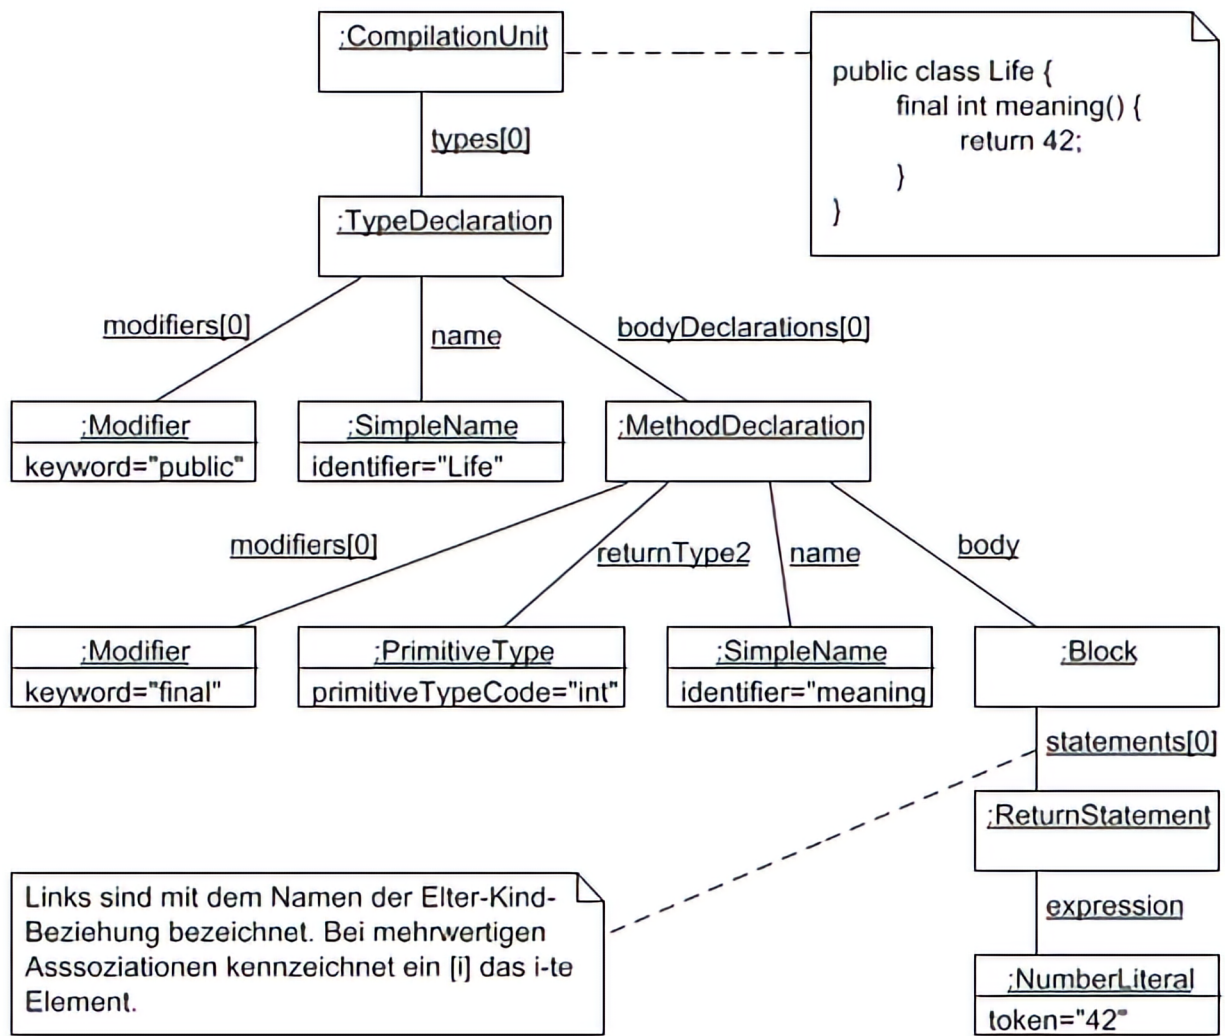 :CompilationUnit
public class Life {
final int meaning() {
return 42;
}
}
types[0]
:TypeDeclaration
modifiers[0]
name
bodyDeclarations[0]
:Modifier
keyword="public"
:SimpleName
identifier="Life"
:MethodDeclaration
modifiers[0]
returnType2
name
body
:Modifier
keyword="final"
:PrimitiveType
primitiveTypeCode="int"
:SimpleName
identifier="meaning
:Block
statements[0]
:ReturnStatement
expression
:NumberLiteral
token="42"
Links sind mit dem Namen der Elter-Kind-
Beziehung bezeichnet. Bei mehrwertigen
Asssoziationen kennzeichnet ein [i] das i-te
Element.